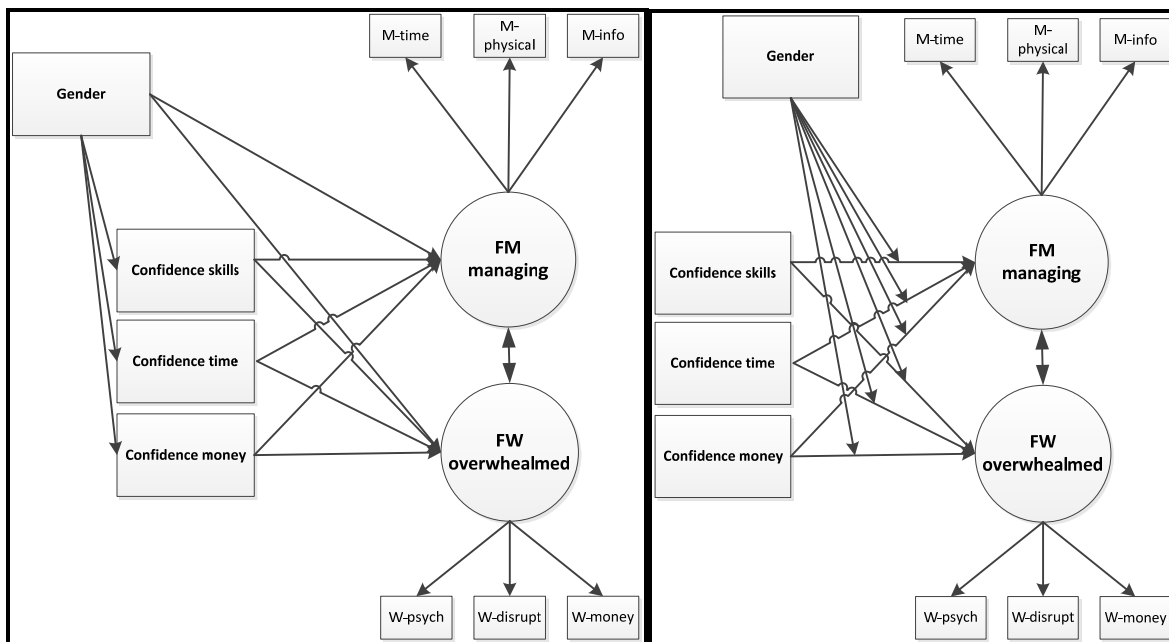 M-time
M-
physical
M-info
Gender
Confidence skills
FM
managing
Confidence time
Confidence money
FW
overwhealmed
W-psych
W-disrupt
W-money
M-time
M-
physical
M-info
Gender
Confidence skills
FM
managing
Confidence time
Confidence money
FW
overwhealmed
W-psych
W-disrupt
W-money